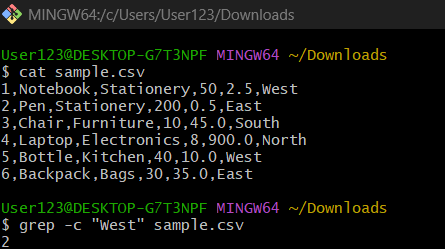 MINGW64:/c/Users/User123/Downloads
User123@DESKTOP-G7T3NPF MINGW64 ~/Downloads
$ cat sample.csv
1,Notebook,Stationery,50,2.5,West
2,Pen,Stationery,200,0.5,East
3,Chair,Furniture,10,45.0,South
4,Laptop,Electronics,8,900.0,North
5,Bottle,Kitchen,40,10.0,West
6,Backpack,Bags,30,35.0,East
User123@DESKTOP-G7T3NPF MINGW64 ~/Downloads
$ grep -c "West" sample.csv
2